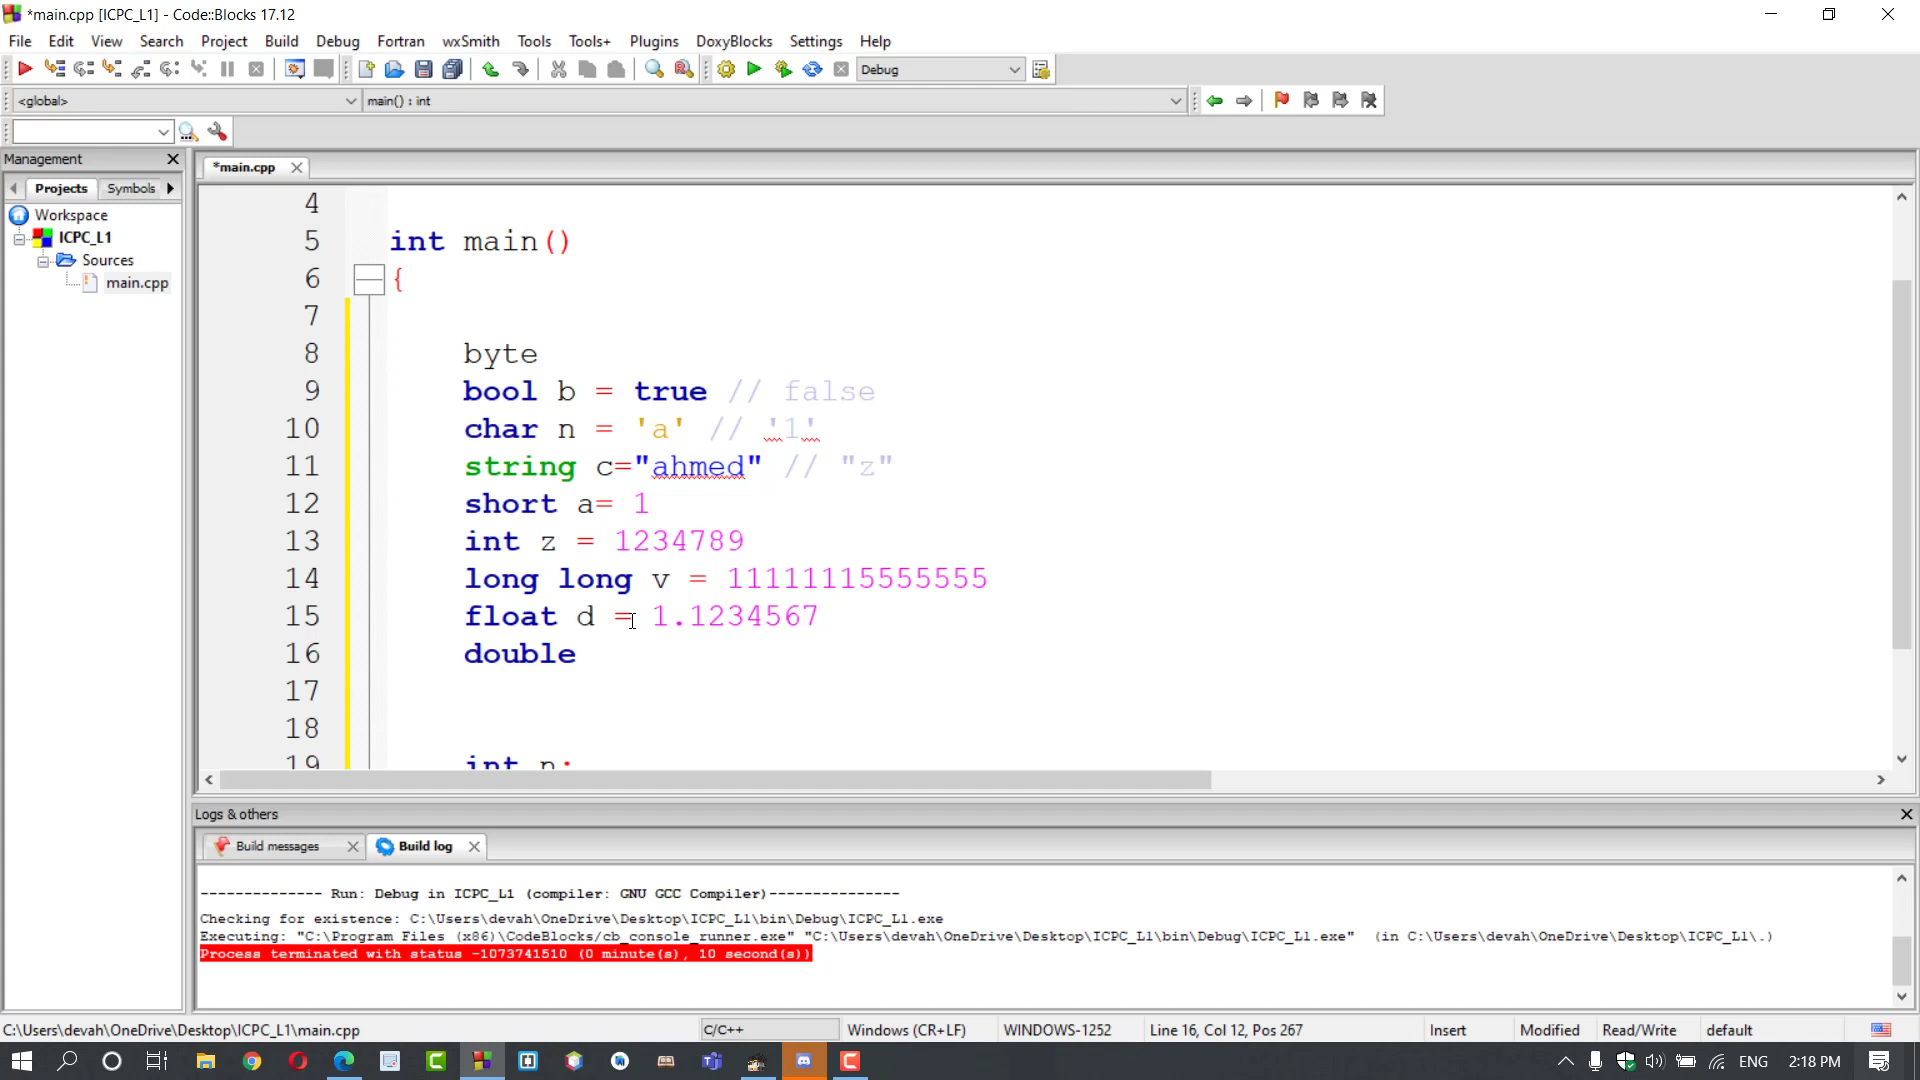 *main.cpp [ICPC_L1] - Code::Blocks 17.12
File Edit View Search Project Build Debug Fortran wxSmith Tools Tools+ Plugins DoxyBlocks Settings Help
Debug
<global> main() : int
Management
Projects Symbols
*main.cpp
Workspace
ICPC_L1
Sources
main.cpp
4
5 int main()
6 {
7
8 byte
9 bool b = true // false
10 char n = 'a' // '1'
11 string c="ahmed" // "z"
12 short a= 1
13 int z = 1234789
14 long long v = 11111115555555
15 float d = 1.1234567
16 double
17
18
19 int n;
Logs & others
Build messages Build log
-------------- Run: Debug in ICPC_L1 (compiler: GNU GCC Compiler)---------------
Checking for existence: C:\Users\devah\OneDrive\Desktop\ICPC_L1\bin\Debug\ICPC_L1.exe
Executing: "C:\Program Files (x86)\CodeBlocks/cb_console_runner.exe" "C:\Users\devah\OneDrive\Desktop\ICPC_L1\bin\Debug\ICPC_L1.exe"  (in C:\Users\devah\OneDrive\Desktop\ICPC_L1\.)
Process terminated with status -1073741510 (0 minute(s), 10 second(s))
C:\Users\devah\OneDrive\Desktop\ICPC_L1\main.cpp C/C++ Windows (CR+LF) WINDOWS-1252 Line 16, Col 12, Pos 267 Insert Modified Read/Write default
ENG 2:18 PM